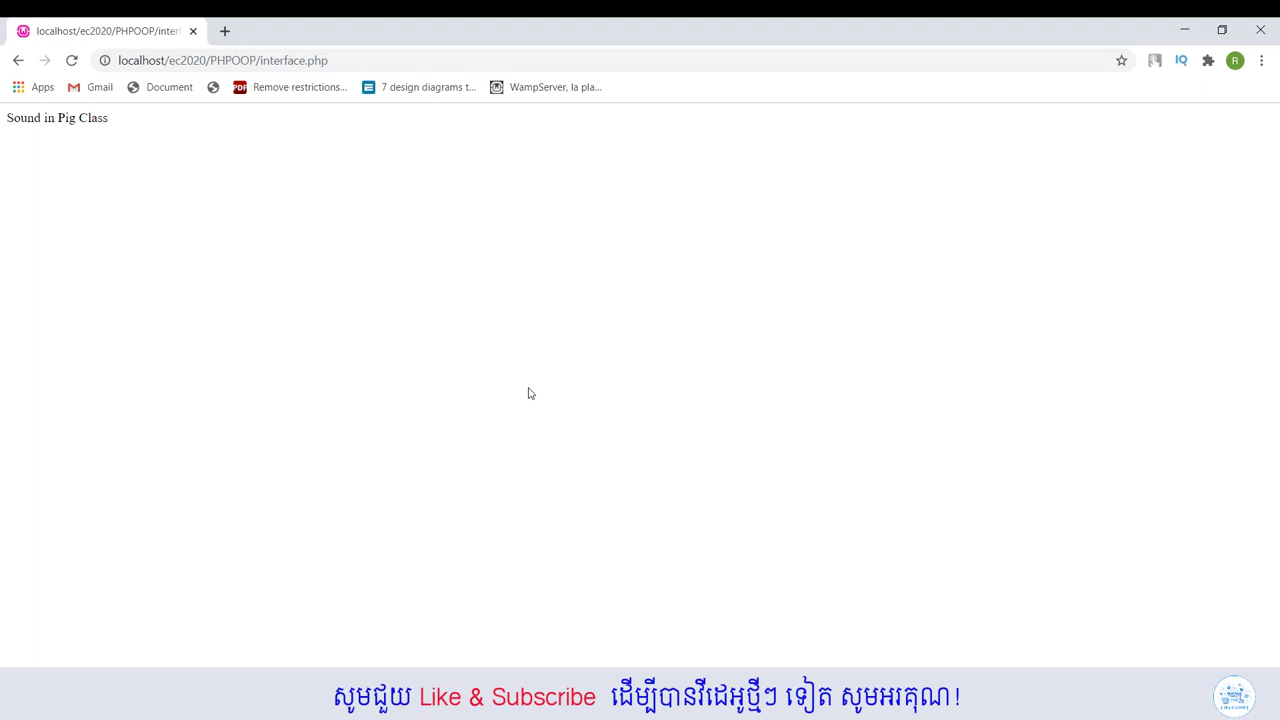 localhost/ec2020/PHPOOP/interf
localhost/ec2020/PHPOOP/interface.php
IQ
R
Apps
Gmail
Document
PDF
Remove restrictions...
7 design diagrams t...
WampServer, la pla...
Sound in Pig Class
សូមជួយ Like & Subscribe ដើម្បីបានវីដេអូថ្មីៗ ទៀត សូមអរគុណ!